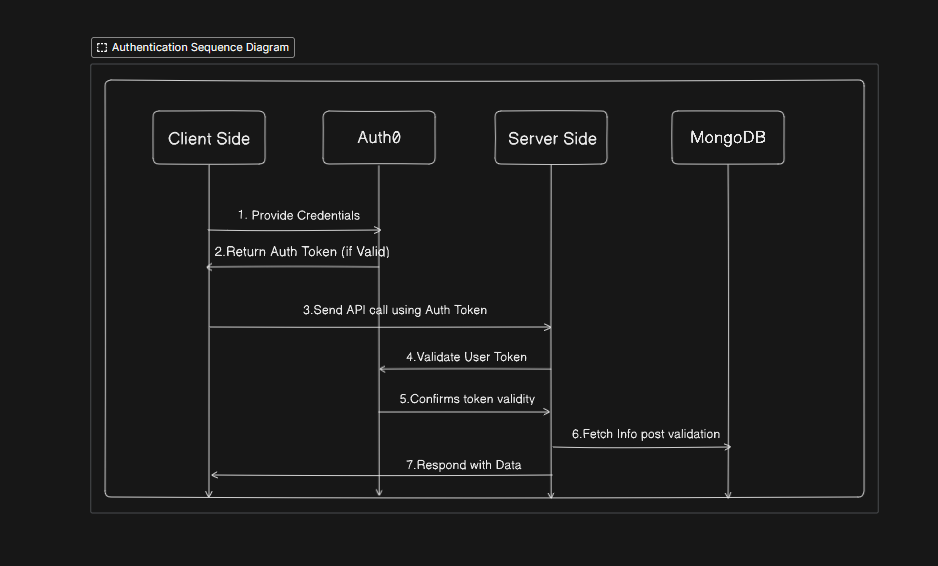 Authentication Sequence Diagram
Client Side
Auth0
Server Side
MongoDB
1. Provide Credentials
2.Return Auth Token (if Valid)
3.Send API call using Auth Token
4.Validate User Token
5.Confirms token validity
6.Fetch Info post validation
7.Respond with Data